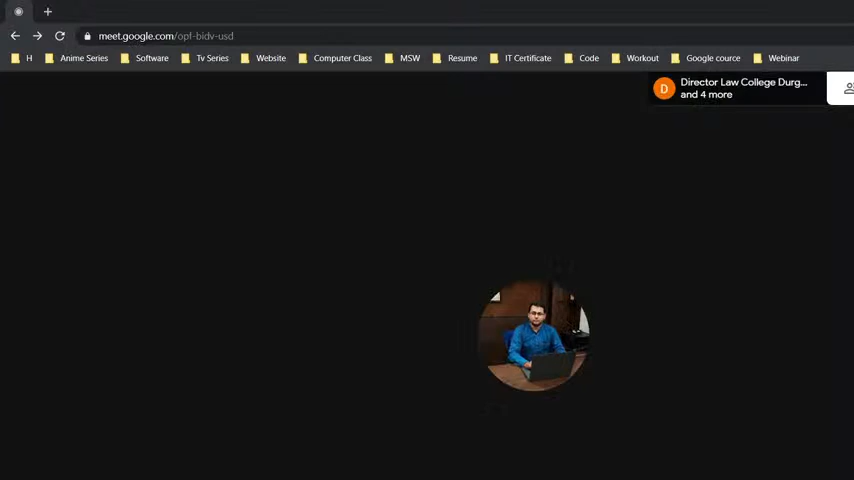 meet.google.com/opf-bidv-usd
H Anime Series Software Tv Series Website Computer Class MSW Resume IT Certificate Code Workout Google cource Webinar
D Director Law College Durg...
and 4 more